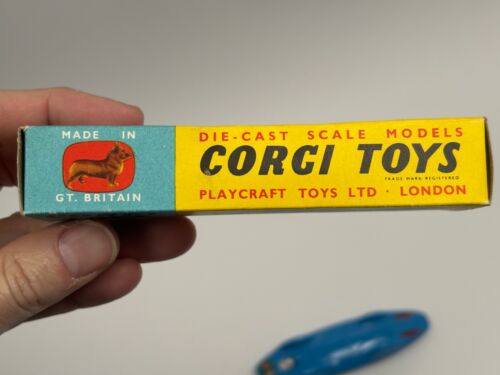 MADE IN
GT. BRITAIN
DIE-CAST SCALE MODELS
CORGI TOYS
TRADE MARK REGISTERED
PLAYCRAFT TOYS LTD · LONDON